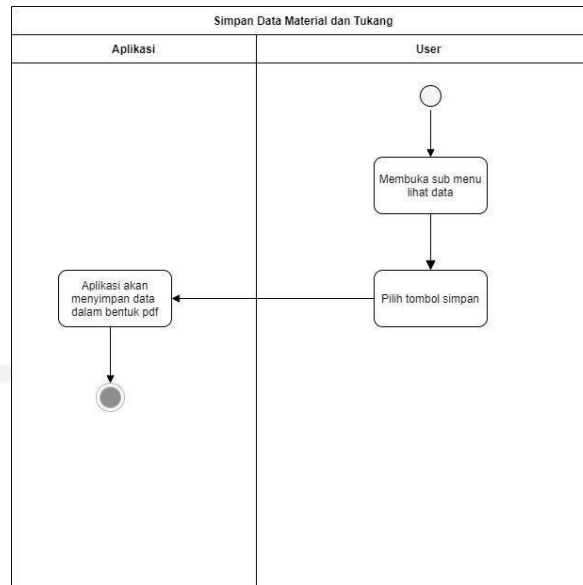 Simpan Data Material dan Tukang
Aplikasi
User
Membuka sub menu
lihat data
Pilih tombol simpan
Aplikasi akan
menyimpan data
dalam bentuk pdf